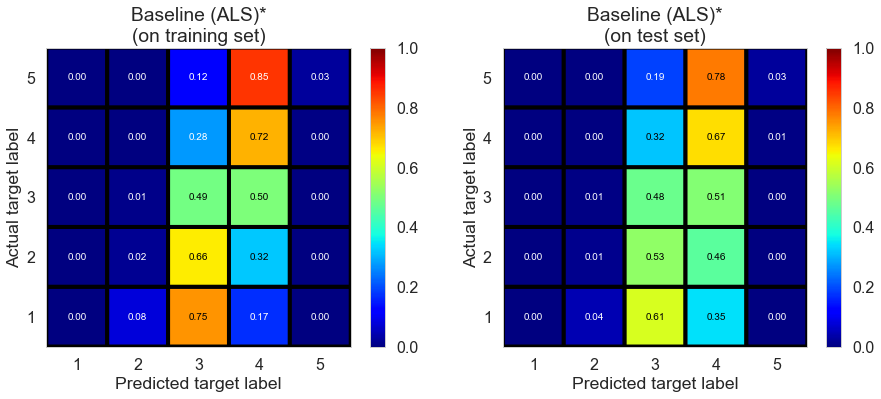 Baseline (ALS)*
(on training set)
Actual target label
5
0.00 0.00 0.12 0.85 0.03
4
0.00 0.00 0.28 0.72 0.00
3
0.00 0.01 0.49 0.50 0.00
2
0.00 0.02 0.66 0.32 0.00
1
0.00 0.08 0.75 0.17 0.00
1 2 3 4 5
Predicted target label
1.0
0.8
0.6
0.4
0.2
0.0
Baseline (ALS)*
(on test set)
Actual target label
5
0.00 0.00 0.19 0.78 0.03
4
0.00 0.00 0.32 0.67 0.01
3
0.00 0.01 0.48 0.51 0.00
2
0.00 0.01 0.53 0.46 0.00
1
0.00 0.04 0.61 0.35 0.00
1 2 3 4 5
Predicted target label
1.0
0.8
0.6
0.4
0.2
0.0